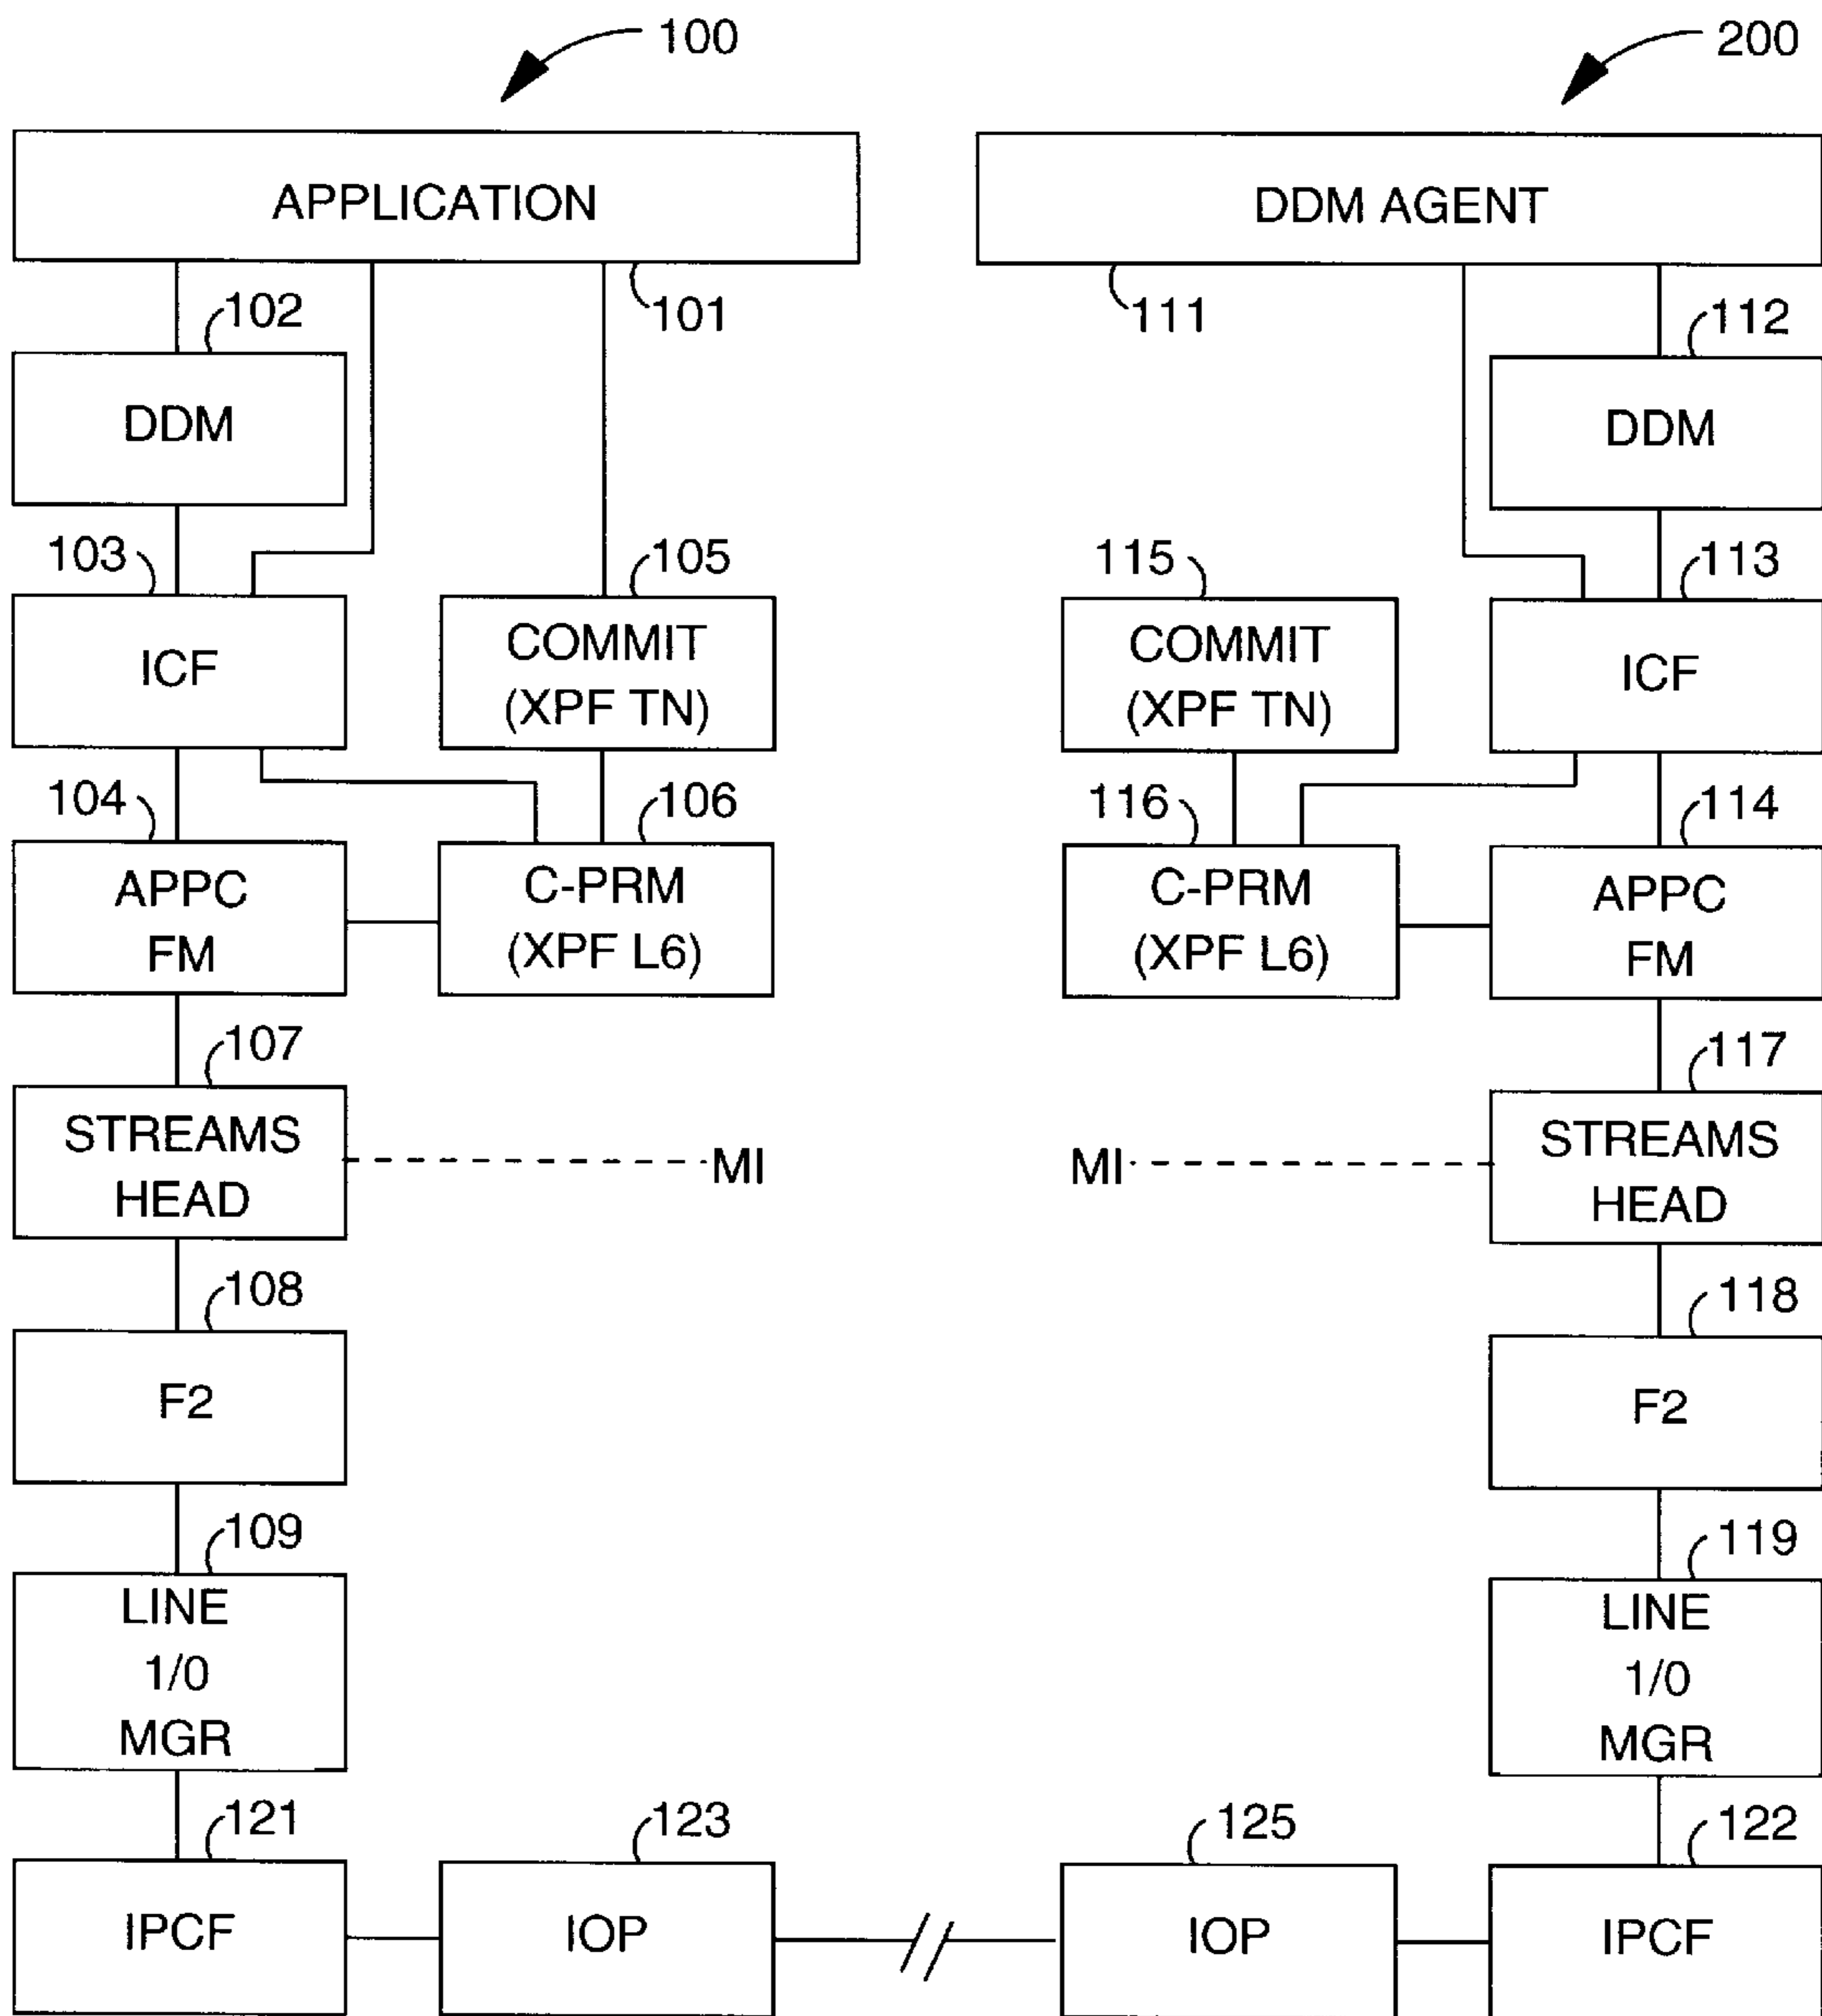 100
200
APPLICATION
DDM AGENT
102
101
111
112
DDM
DDM
103
105
115
113
ICF
COMMIT
(XPF TN)
COMMIT
(XPF TN)
ICF
104
106
116
114
APPC
FM
C-PRM
(XPF L6)
C-PRM
(XPF L6)
APPC
FM
107
117
STREAMS
HEAD
MI
MI
STREAMS
HEAD
108
118
F2
F2
109
119
LINE
1/0
MGR
LINE
1/0
MGR
121
123
125
122
IPCF
IOP
IOP
IPCF